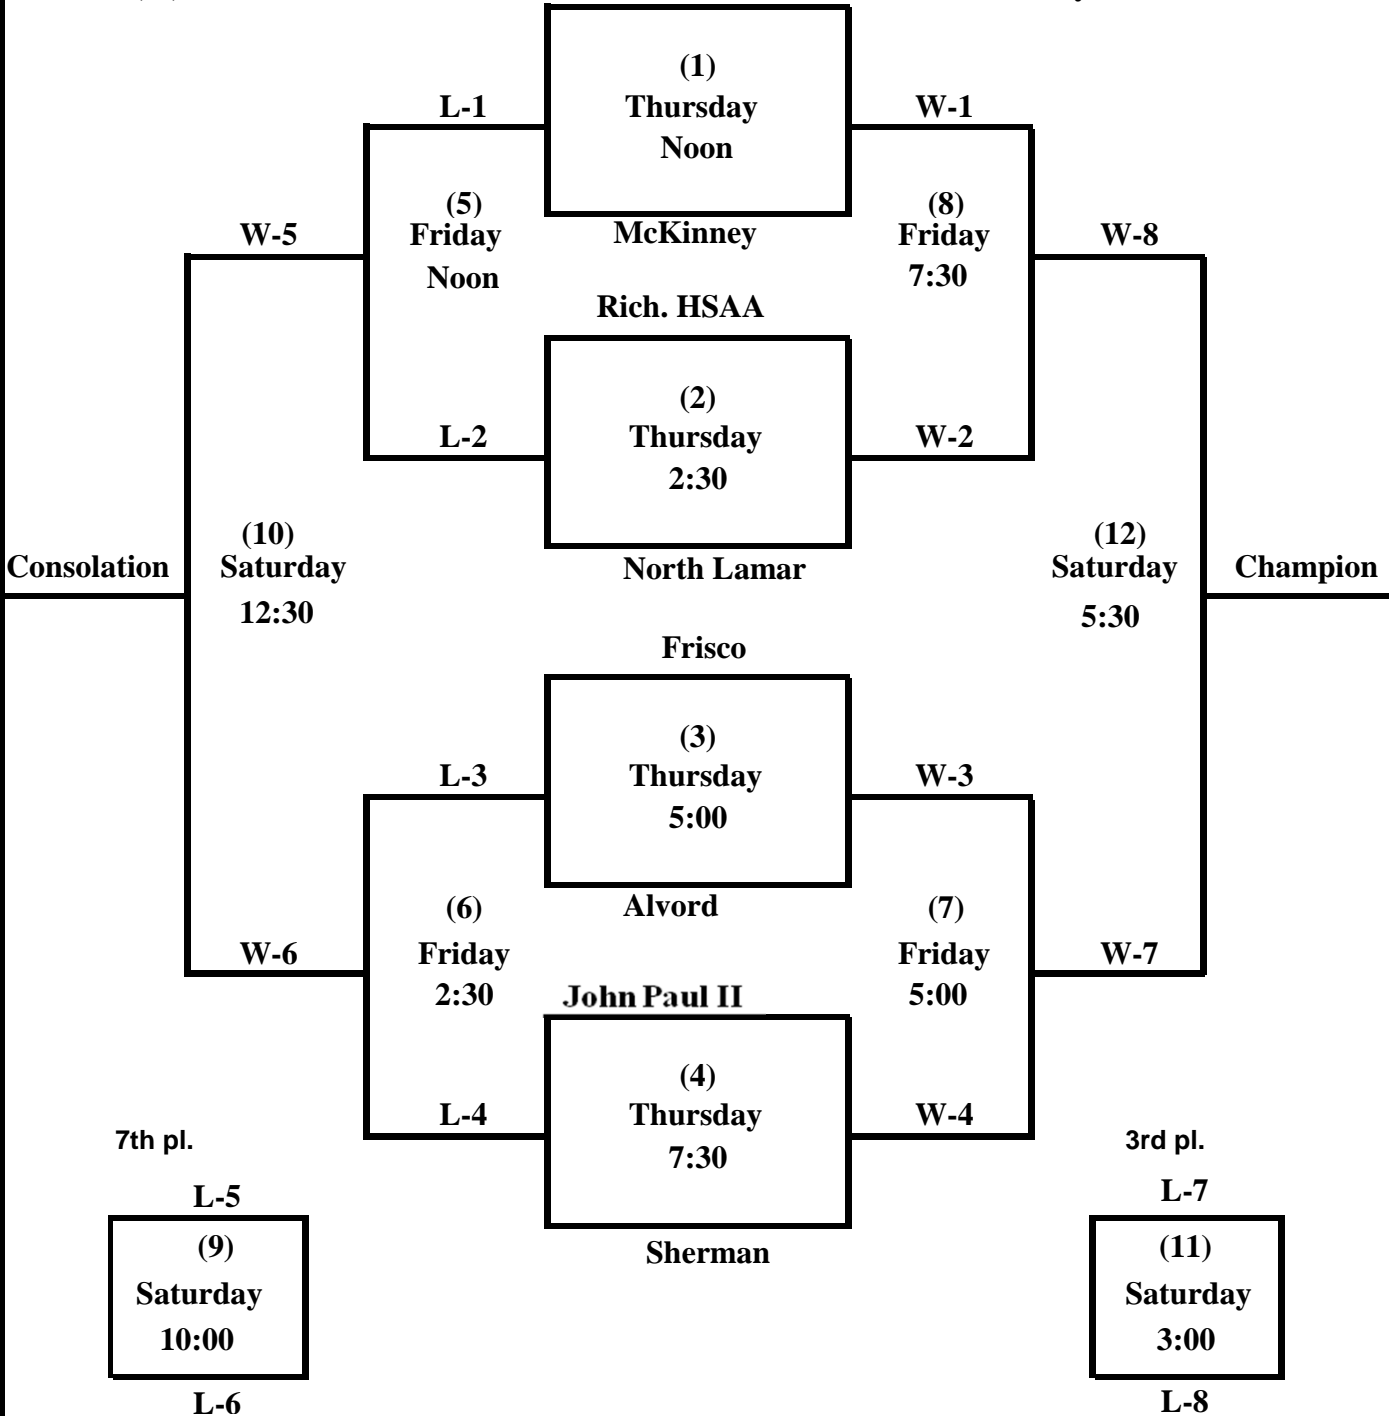 (1)
L-1
Thursday
W-1
Noon
(5)
(8)
W-5
Friday
McKinney
Friday
W-8
Noon
7:30
Rich. HSAA
(2)
L-2
Thursday
W-2
2:30
(10)
(12)
Consolation
Saturday
North Lamar
Saturday
Champion
12:30
5:30
Frisco
(3)
L-3
Thursday
W-3
5:00
(6)
Alvord
(7)
W-6
Friday
Friday
W-7
2:30
John Paul II
5:00
(4)
L-4
Thursday
W-4
7th pl.
7:30
3rd pl.
L-5
L-7
(9)
Sherman
(11)
Saturday
Saturday
10:00
3:00
L-6
L-8